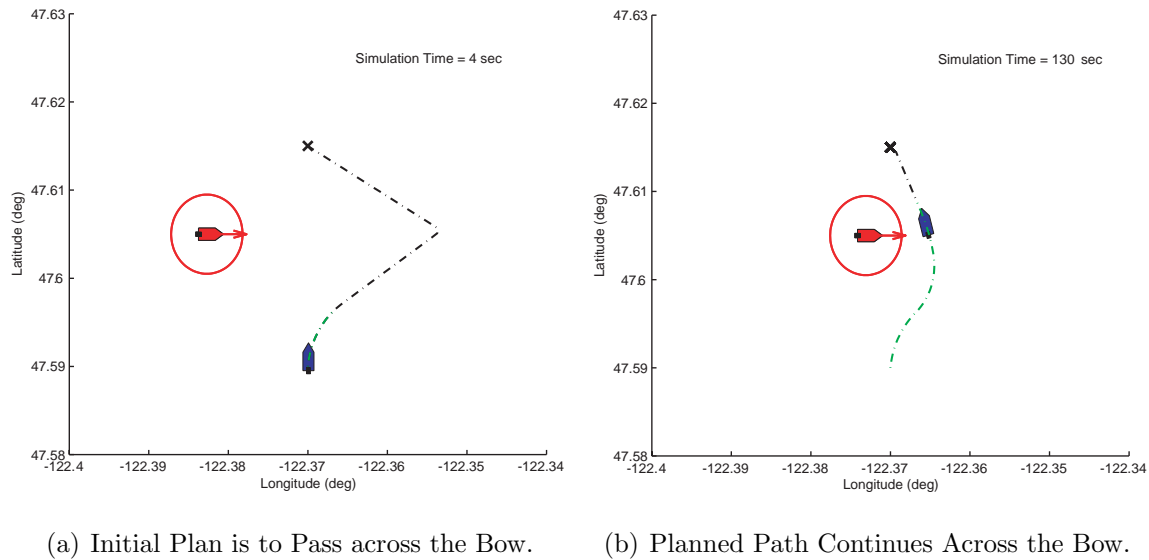 47.63
47.62
47.61
47.6
47.59
47.58
Latitude (deg)
Simulation Time = 4 sec
-122.4 -122.39 -122.38 -122.37 -122.36 -122.35 -122.34
Longitude (deg)
(a) Initial Plan is to Pass across the Bow.
47.63
47.62
47.61
47.6
47.59
47.58
Latitude (deg)
Simulation Time = 130 sec
-122.4 -122.39 -122.38 -122.37 -122.36 -122.35 -122.34
Longitude (deg)
(b) Planned Path Continues Across the Bow.